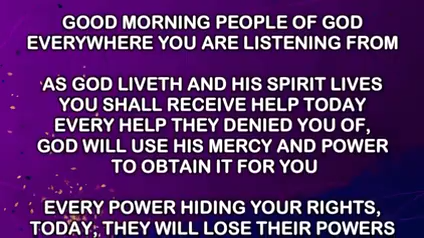 GOOD MORNING PEOPLE OF GOD
EVERYWHERE YOU ARE LISTENING FROM
AS GOD LIVETH AND HIS SPIRIT LIVES
YOU SHALL RECEIVE HELP TODAY
EVERY HELP THEY DENIED YOU OF,
GOD WILL USE HIS MERCY AND POWER
TO OBTAIN IT FOR YOU
EVERY POWER HIDING YOUR RIGHTS,
TODAY, THEY WILL LOSE THEIR POWERS